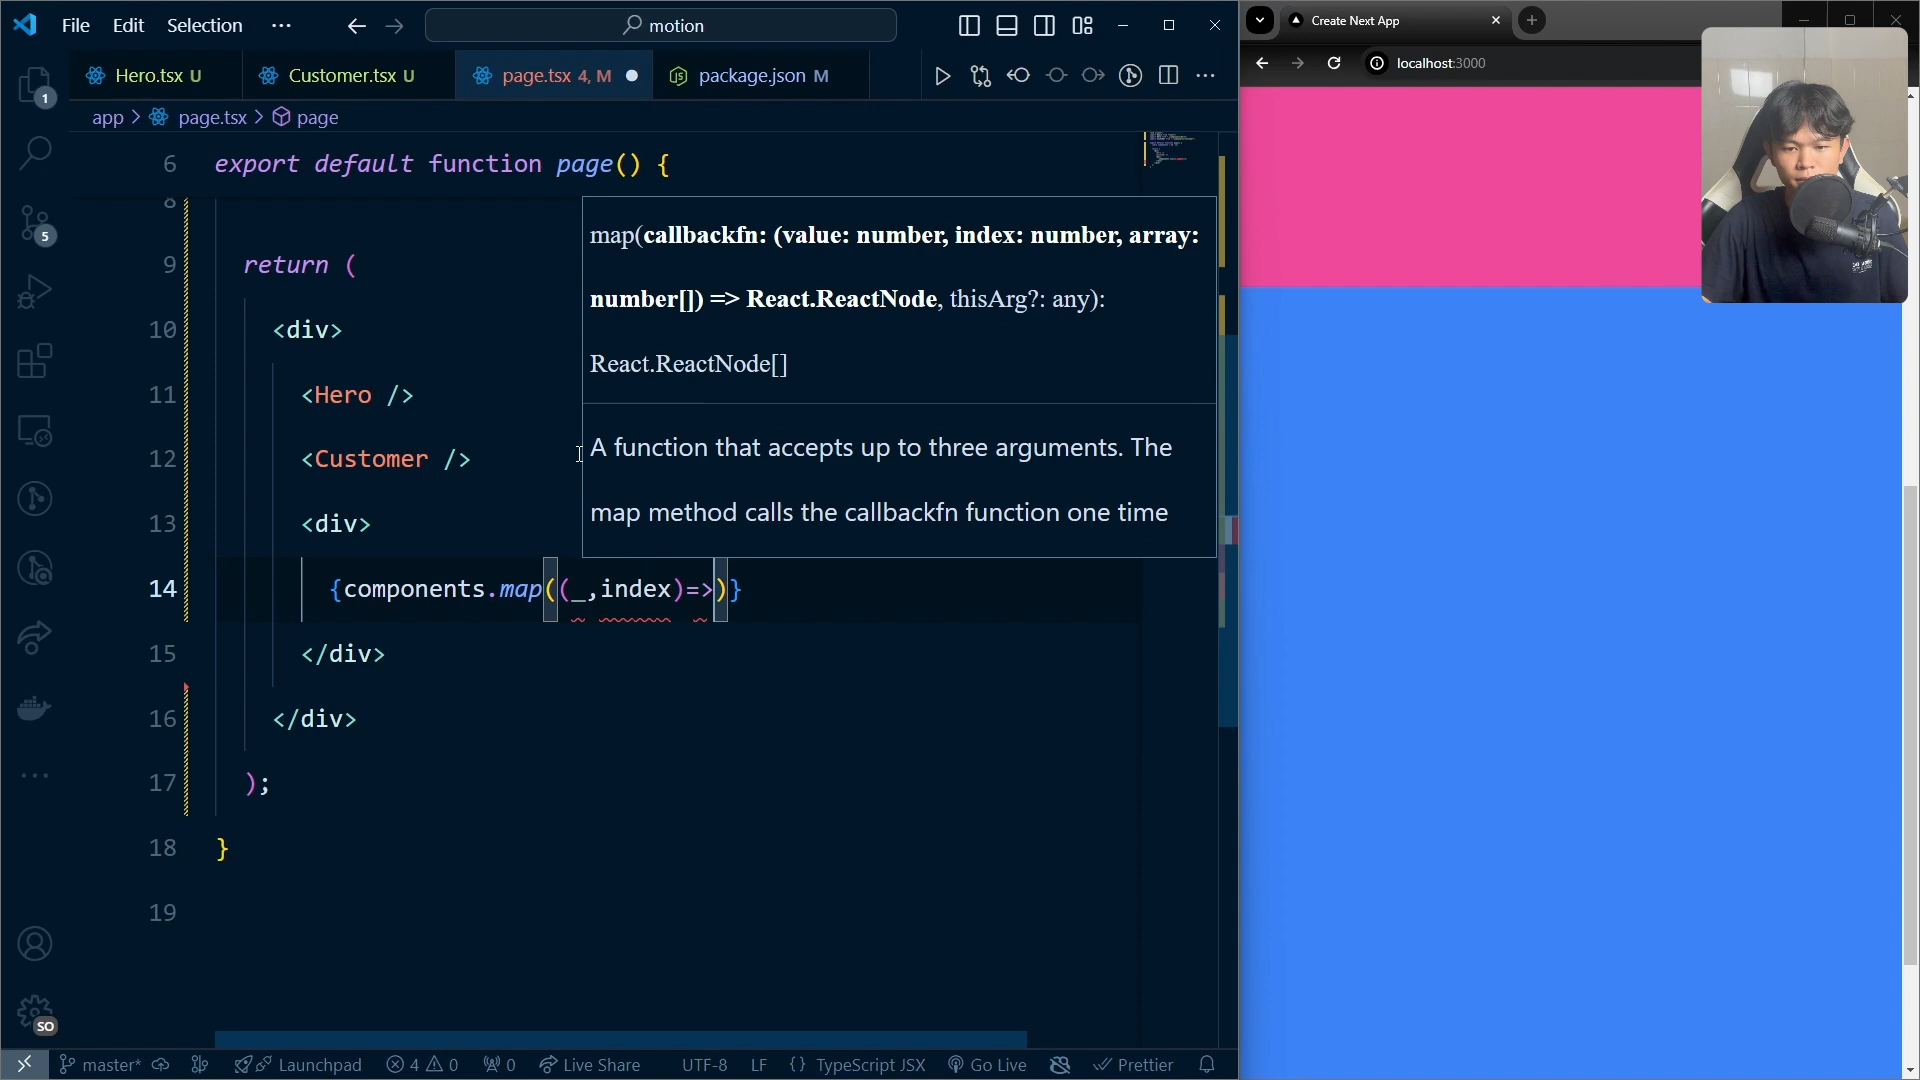 File Edit Selection ··· motion
Create Next App
localhost:3000
Hero.tsx U Customer.tsx U page.tsx 4, M package.json M
app > page.tsx > page
6 export default function page() {
8
9 return (
10 <div>
11 <Hero />
12 <Customer />
13 <div>
14 {components.map((_,index)=>)}
15 </div>
16 </div>
17 );
18 }
19
map(callbackfn: (value: number, index: number, array:
number[]) => React.ReactNode, thisArg?: any):
React.ReactNode[]
A function that accepts up to three arguments. The
map method calls the callbackfn function one time
1
5
SO
master* Launchpad 4 0 0 Live Share UTF-8 LF {} TypeScript JSX Go Live Prettier